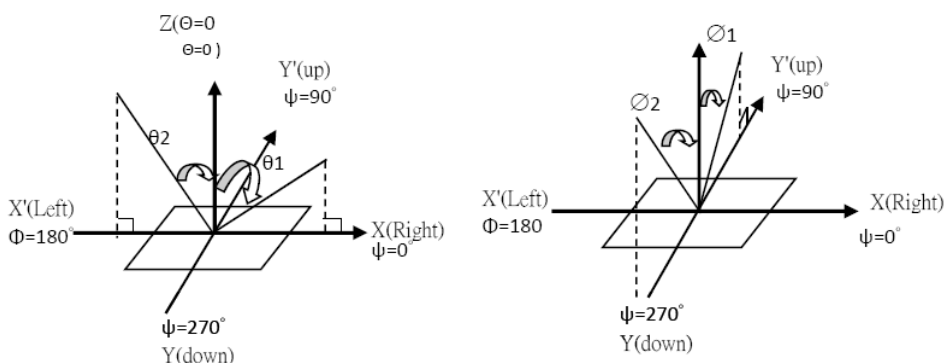 Z(Θ=0
Θ=0 )
Y'(up)
ψ=90°
θ2
θ1
X'(Left)
Φ=180°
X(Right)
ψ=0°
ψ=270°
Y(down)
∅1
Y'(up)
ψ=90°
∅2
X'(Left)
Φ=180
X(Right)
ψ=0°
ψ=270°
Y(down)